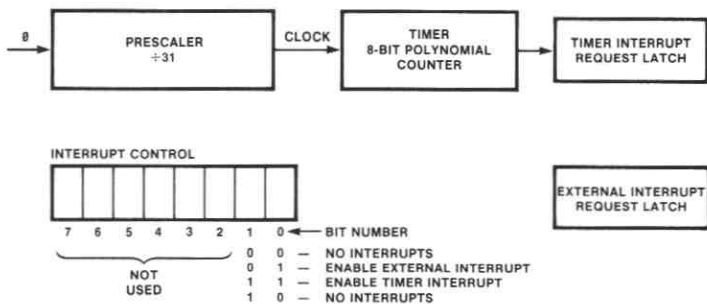 ø
PRESCALER
÷31
CLOCK
TIMER
8-BIT POLYNOMIAL
COUNTER
TIMER INTERRUPT
REQUEST LATCH
INTERRUPT CONTROL
EXTERNAL INTERRUPT
REQUEST LATCH
7 6 5 4 3 2 1 0 BIT NUMBER
NOT
USED
0 0 — NO INTERRUPTS
0 1 — ENABLE EXTERNAL INTERRUPT
1 1 — ENABLE TIMER INTERRUPT
1 0 — NO INTERRUPTS